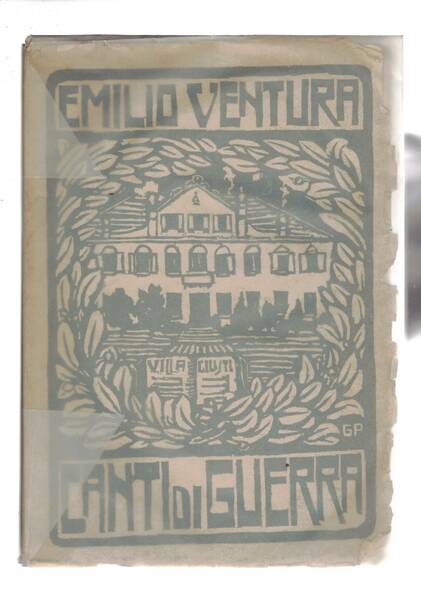 EMILIO VENTURA
VILLA GIUSTI
GP
CANTI DI GUERRA